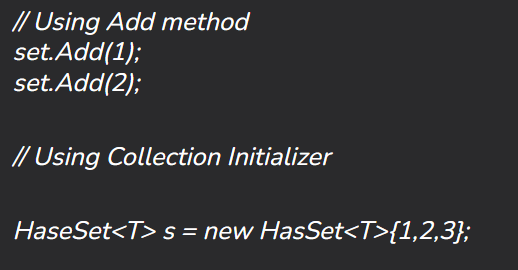 // Using Add method
set.Add(1);
set.Add(2);
// Using Collection Initializer
HaseSet<T> s = new HasSet<T>{1,2,3};